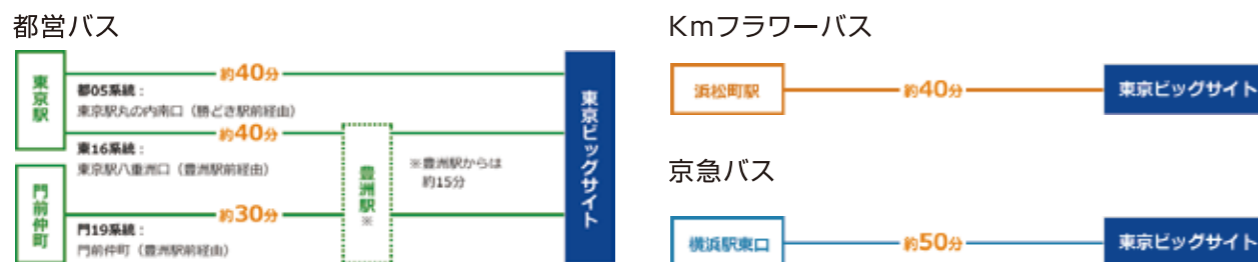 都営バス
東京駅
約40分
都05系統：
東京駅丸の内南口（勝どき駅前経由）
約40分
東16系統：
東京駅八重洲口（豊洲駅前経由）
門前仲町
約30分
門19系統：
門前仲町（豊洲駅前経由）
豊洲駅
※
※豊洲駅からは
約15分
東京ビッグサイト
Kmフラワーバス
浜松町駅
約40分
東京ビッグサイト
京急バス
横浜駅東口
約50分
東京ビッグサイト